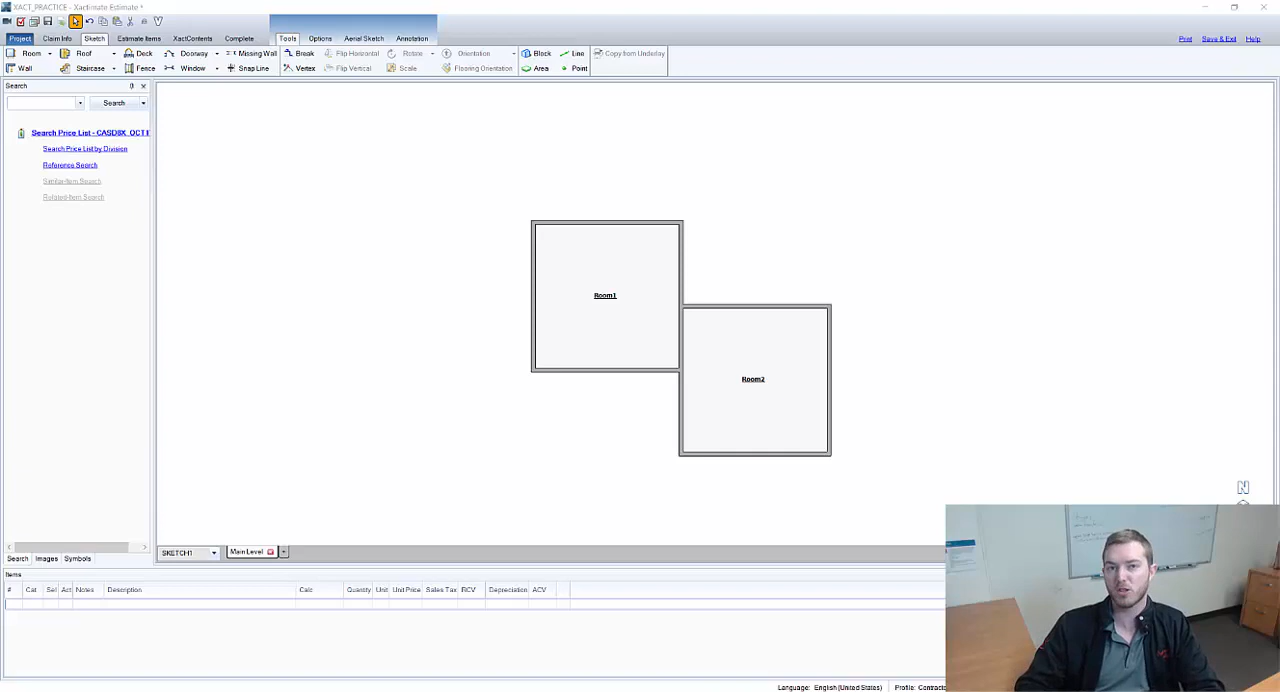 XACT_PRACTICE - Xactimate Estimate *
Project Claim Info Sketch Estimate Items XactContents Complete Tools Options Aerial Sketch Annotation Print Save & Exit Help
Room Roof Deck Doorway Missing Wall Break Flip Horizontal Rotate Orientation Block Line Copy from Underlay
Wall Staircase Fence Window Snap Line Vertex Flip Vertical Scale Flooring Orientation Area Point
Search
Search
Search Price List - CASD8X_OCT1
Search Price List by Division
Reference Search
Similar-Item Search
Related-Item Search
Room1
Room2
N
SKETCH1 Main Level
Search Images Symbols
Items
# Cat Sel Act Notes Description Calc Quantity Unit Unit Price Sales Tax RCV Depreciation ACV
Language: English (United States) Profile: Contracts